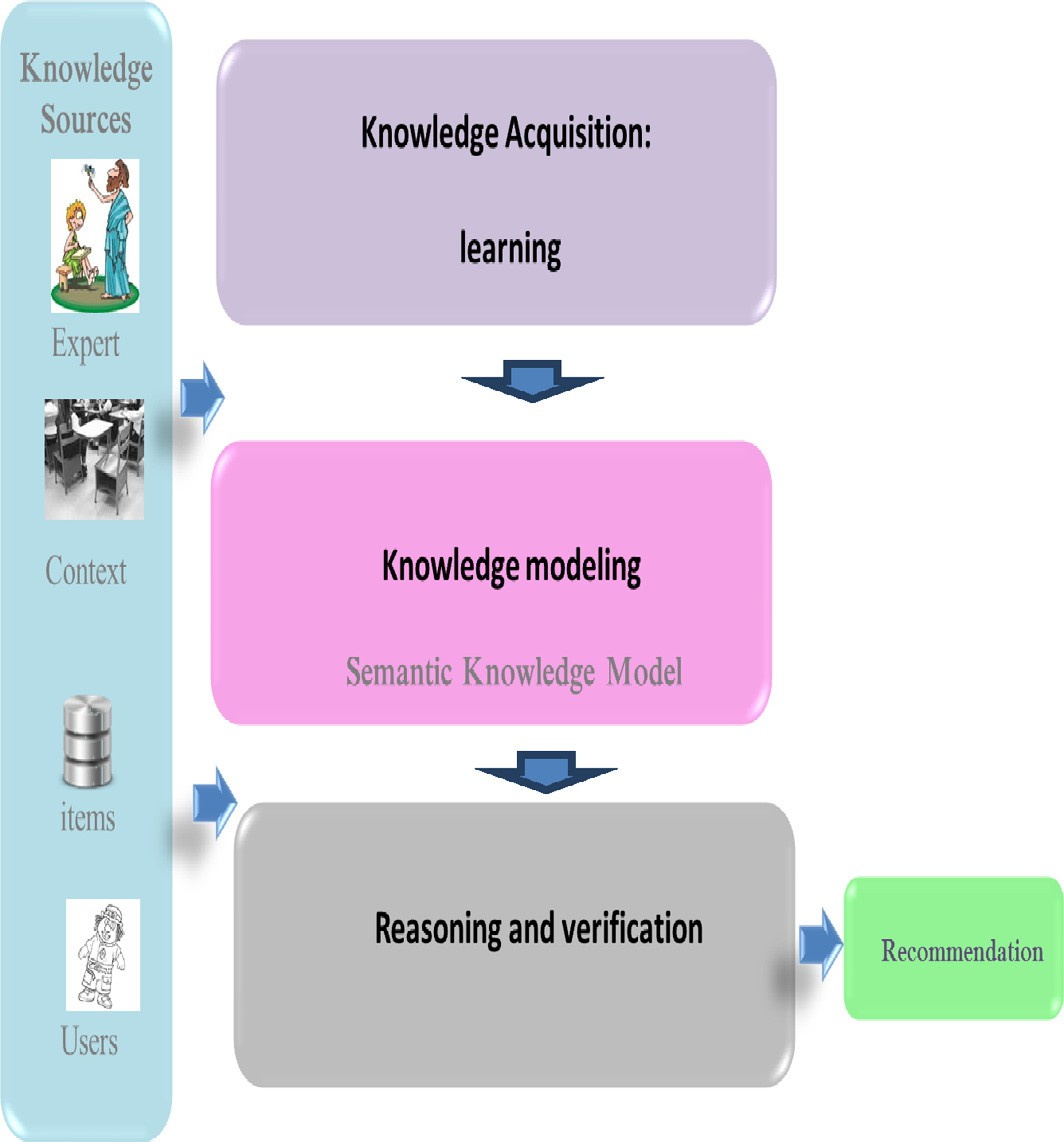 Knowledge
Sources
Expert
Context
items
Users
Knowledge Acquisition:
learning
Knowledge modeling
Semantic Knowledge Model
Reasoning and verification
Recommendation